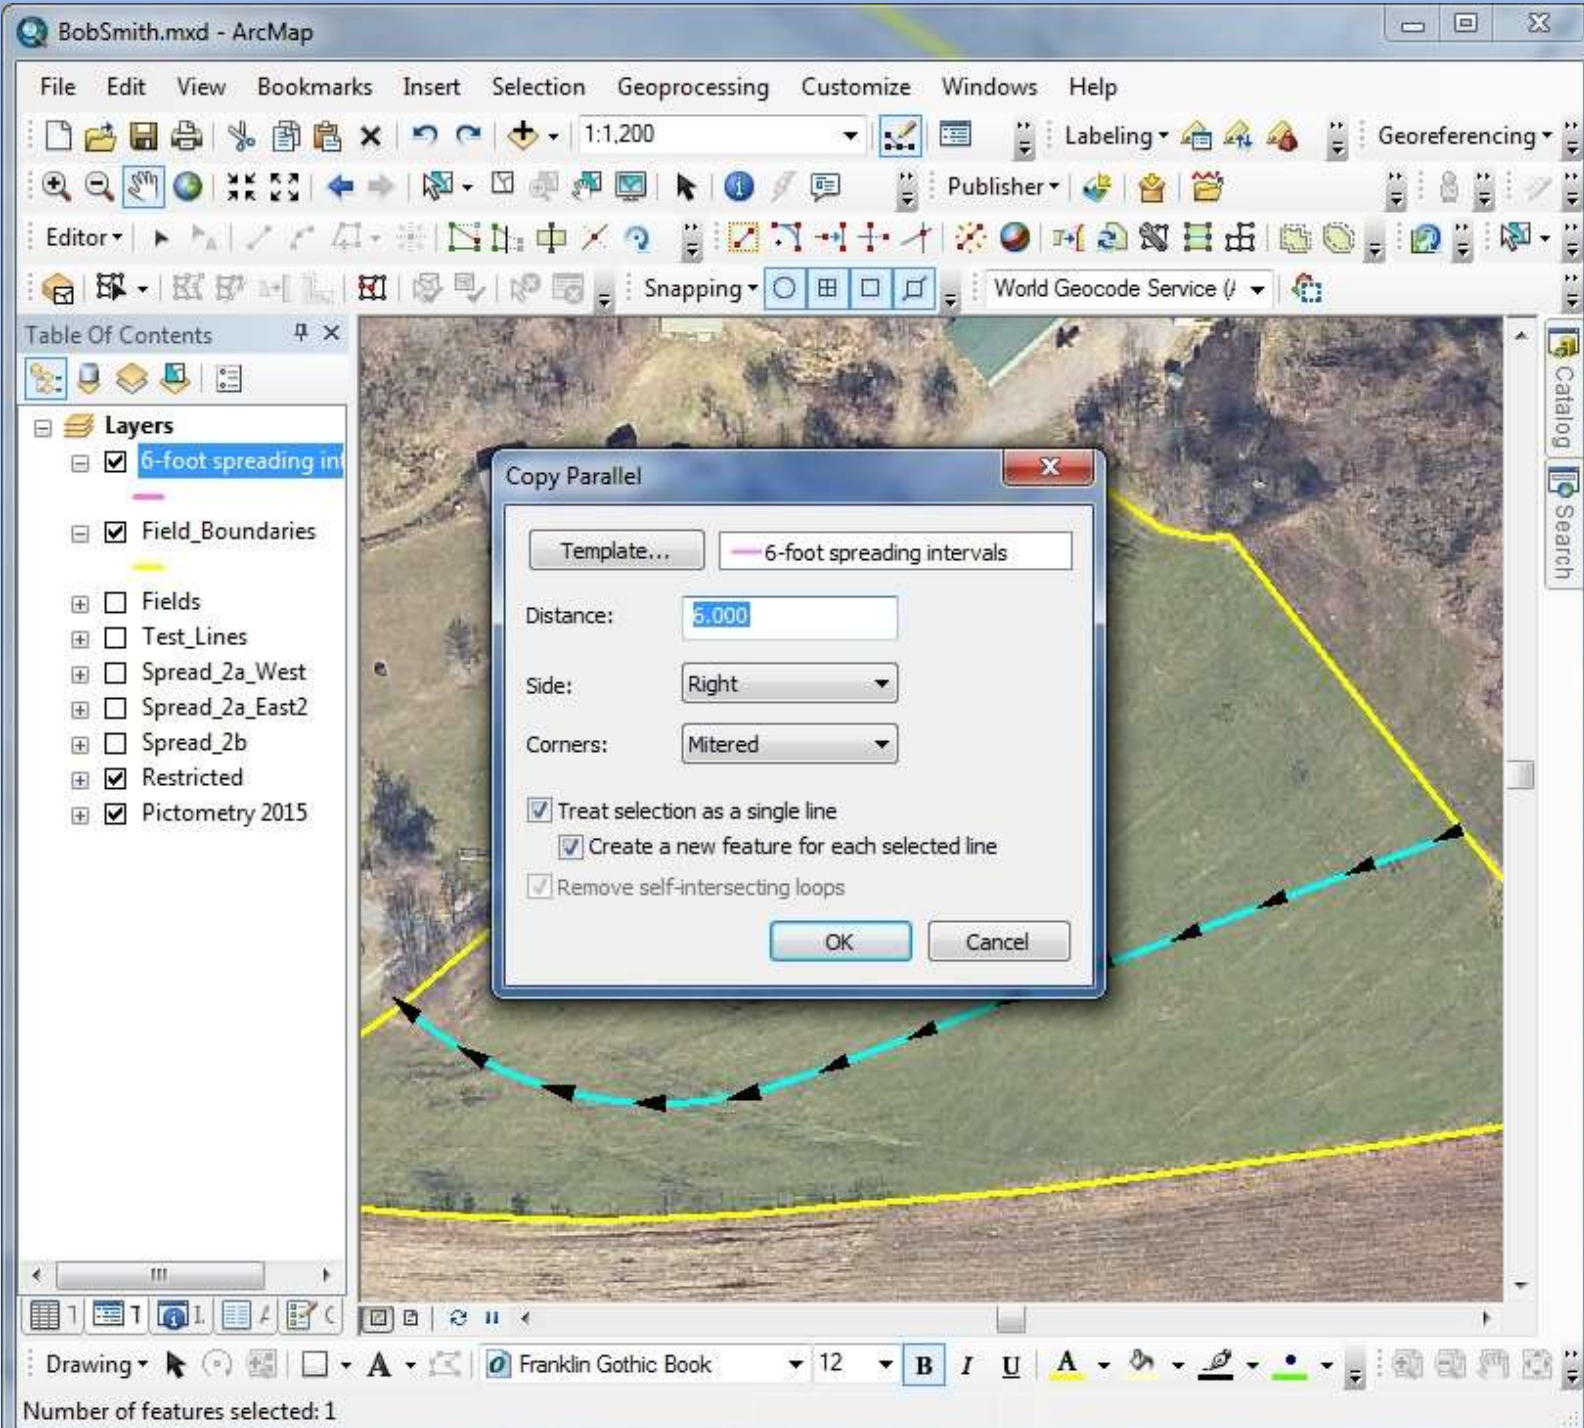 BobSmith.mxd - ArcMap
File Edit View Bookmarks Insert Selection Geoprocessing Customize Windows Help
1:1,200 Labeling Georeferencing
Publisher
Editor
Snapping World Geocode Service (/
Table Of Contents
Layers
6-foot spreading int
Field_Boundaries
Fields
Test_Lines
Spread_2a_West
Spread_2a_East2
Spread_2b
Restricted
Pictometry 2015
Copy Parallel
Template... 6-foot spreading intervals
Distance: 6.000
Side: Right
Corners: Mitered
Treat selection as a single line
Create a new feature for each selected line
Remove self-intersecting loops
OK Cancel
Catalog
Search
Drawing A Franklin Gothic Book 12 B I U A
Number of features selected: 1